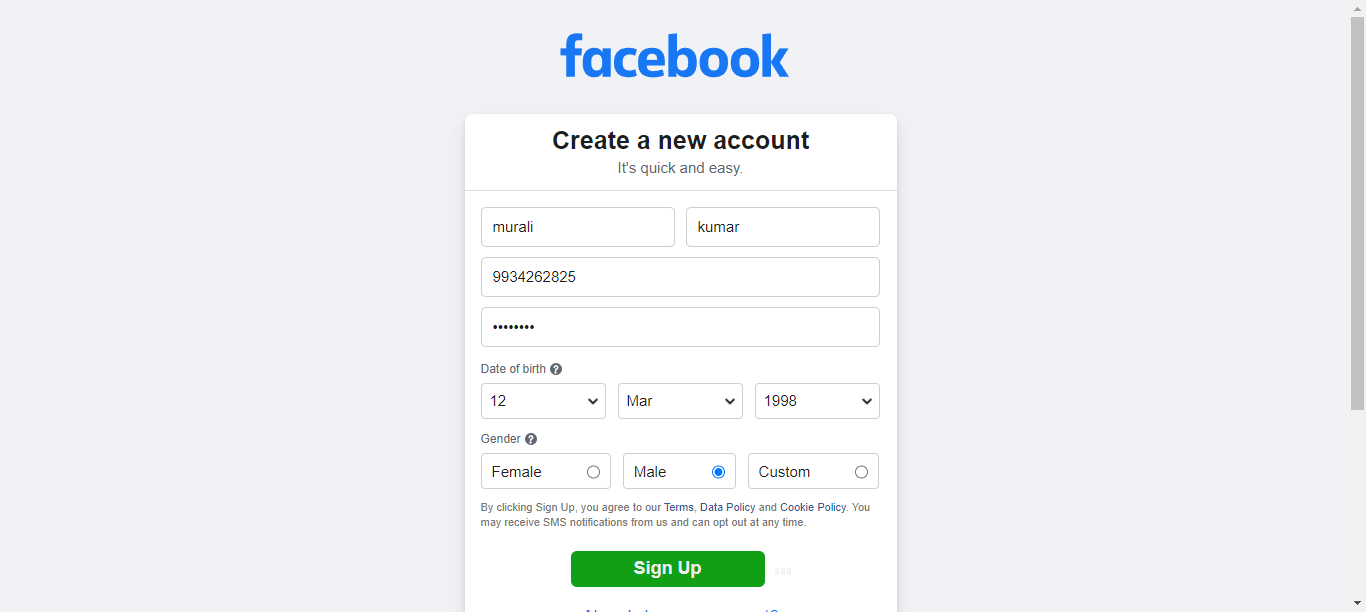 facebook
Create a new account
It's quick and easy.
murali kumar
9934262825
••••••••
Date of birth ?
12 Mar 1998
Gender ?
Female Male Custom
By clicking Sign Up, you agree to our Terms, Data Policy and Cookie Policy. You
may receive SMS notifications from us and can opt out at any time.
Sign Up